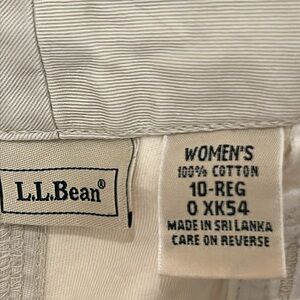 L.L.Bean®
WOMEN'S
100% COTTON
10-REG
0 XK54
MADE IN SRI LANKA
CARE ON REVERSE